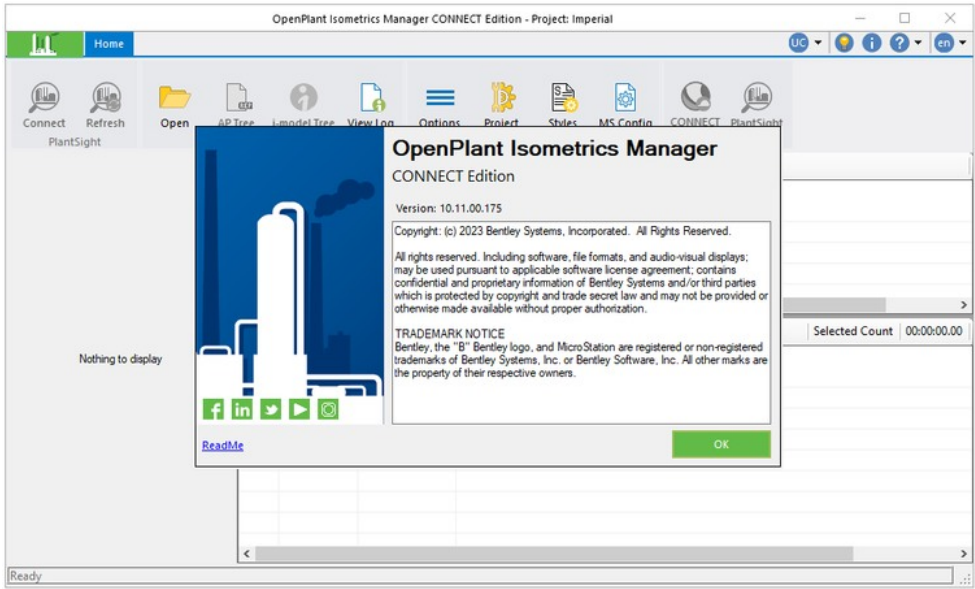 OpenPlant Isometrics Manager CONNECT Edition - Project: Imperial
Home
UC
en
Connect
Refresh
Open
AP Tree
i-model Tree
View Log
Options
Project
Styles
MS Config
CONNECT
PlantSight
PlantSight
OpenPlant Isometrics Manager
CONNECT Edition
Version: 10.11.00.175
Copyright: (c) 2023 Bentley Systems, Incorporated. All Rights Reserved.
All rights reserved. Including software, file formats, and audio-visual displays;
may be used pursuant to applicable software license agreement; contains
confidential and proprietary information of Bentley Systems and/or third parties
which is protected by copyright and trade secret law and may not be provided or
otherwise made available without proper authorization.
TRADEMARK NOTICE
Bentley, the "B" Bentley logo, and MicroStation are registered or non-registered
trademarks of Bentley Systems, Inc. or Bentley Software, Inc. All other marks are
the property of their respective owners.
Selected Count
00:00:00.00
Nothing to display
f in
ReadMe
OK
Ready